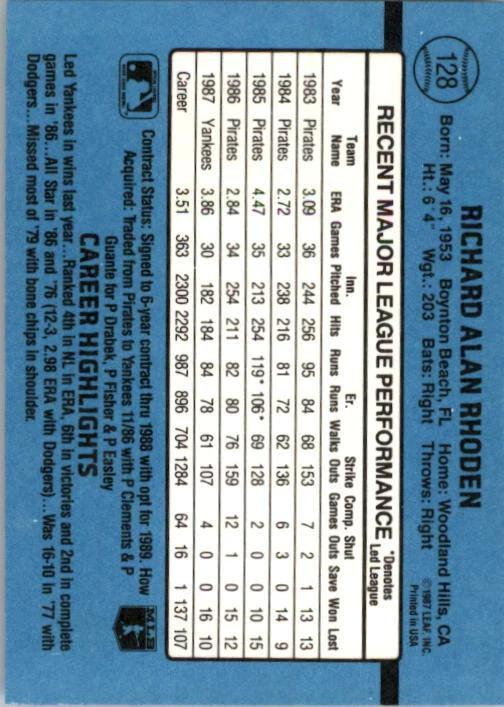 128
RICHARD ALAN RHODEN
Born: May 16, 1953 Boynton Beach, FL Home: Woodland Hills, CA
Ht.: 6' 4" Wgt.: 203 Bats: Right Throws: Right
©1987 LEAF, INC.
Printed in USA
RECENT MAJOR LEAGUE PERFORMANCE *Denotes Led League
Year Team Name ERA Games Inn. Pitched Hits Runs Er. Runs Walks Strike Outs Comp. Games Shut Outs Save Won Lost
1983 Pirates 3.09 36 244 256 95 84 68 153 7 2 1 13 13
1984 Pirates 2.72 33 238 216 81 72 62 136 6 3 0 14 9
1985 Pirates 4.47 35 213 254 119* 106* 69 128 2 0 0 10 15
1986 Pirates 2.84 34 254 211 82 80 76 159 12 1 0 15 12
1987 Yankees 3.86 30 182 184 84 78 61 107 4 0 0 16 10
Career 3.51 363 2300 2292 987 896 704 1284 64 16 1 137 107
Contract Status: Signed to 6-year contract thru 1988 with opt for 1989. How
Acquired: Traded from Pirates to Yankees 11/86 with P Clements & P
Guante for P Drabek, P Fisher & P Easley
MLB
CAREER HIGHLIGHTS
Led Yankees in wins last year...Ranked 4th in NL in ERA, 6th in victories and 2nd in complete
games in '86...All Star in '86 and '76 (12-3, 2.98 ERA with Dodgers)...Was 16-10 in '77 with
Dodgers...Missed most of '79 with bone chips in shoulder.